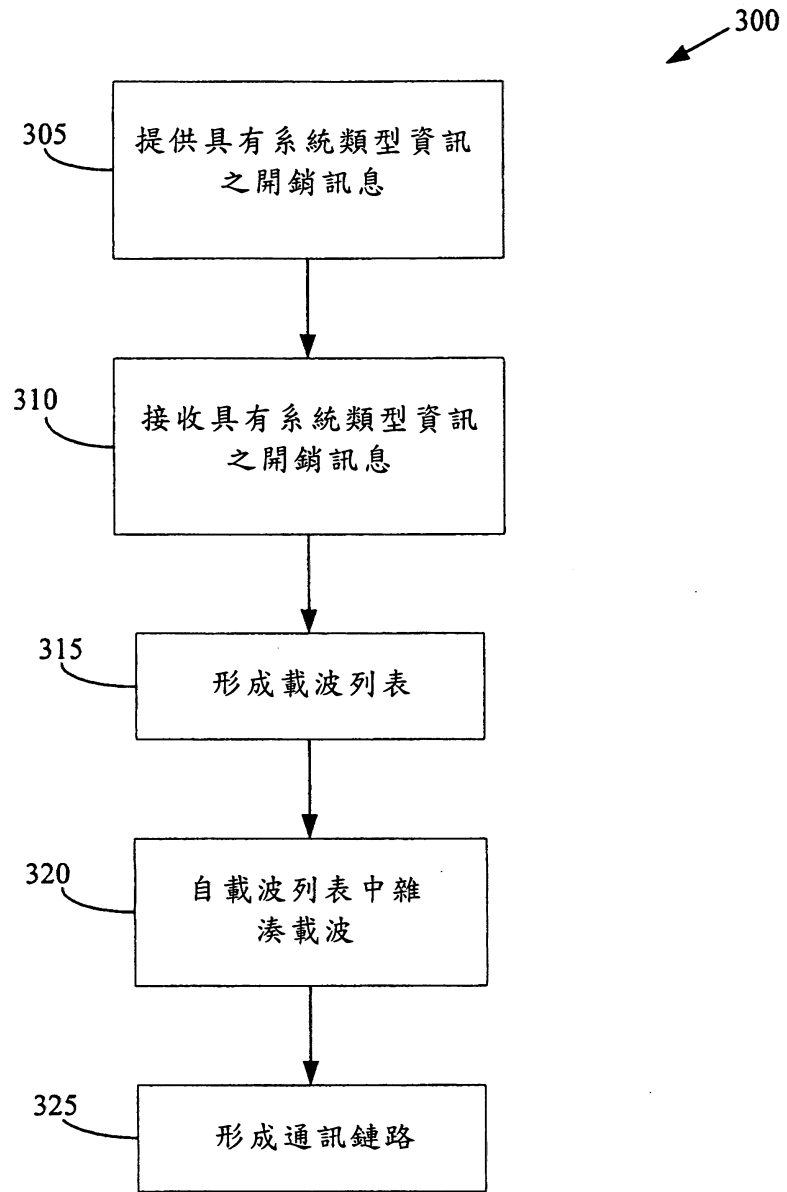 300
305
提供具有系統類型資訊
之開銷訊息
310
接收具有系統類型資訊
之開銷訊息
315
形成載波列表
320
自載波列表中雜
湊載波
325
形成通訊鏈路